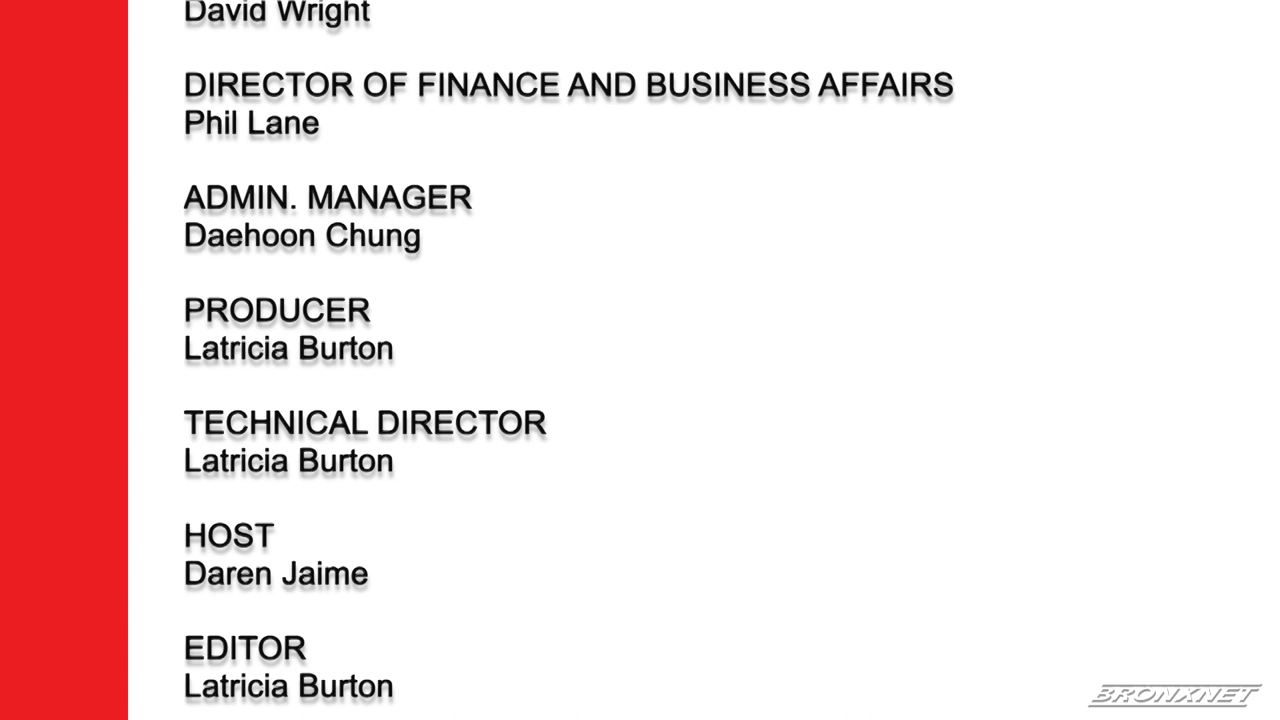 David Wright
DIRECTOR OF FINANCE AND BUSINESS AFFAIRS
Phil Lane
ADMIN. MANAGER
Daehoon Chung
PRODUCER
Latricia Burton
TECHNICAL DIRECTOR
Latricia Burton
HOST
Daren Jaime
EDITOR
Latricia Burton
BRONXNET